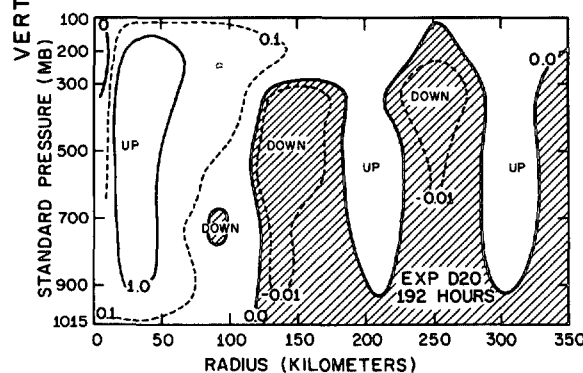 VERT
STANDARD PRESSURE (MB)
100
200
300
500
700
900
1015
0
0.1
0.0
DOWN
UP
DOWN
UP
UP
-0.01
DOWN
1.0
-0.01
EXP D20
192 HOURS
0.1
0.0
0 50 100 150 200 250 300 350
RADIUS (KILOMETERS)